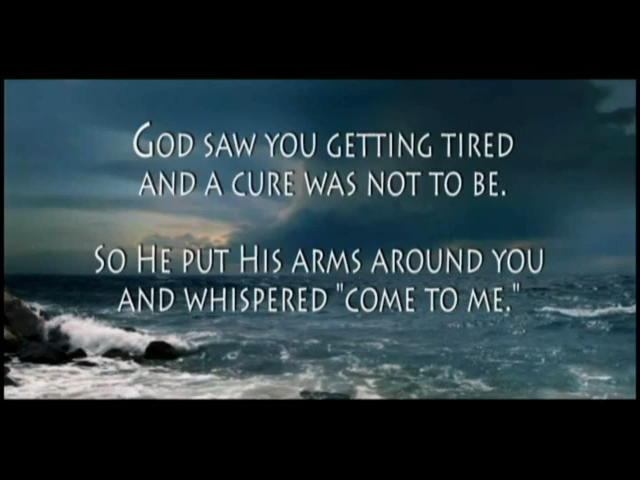 God saw you getting tired
and a cure was not to be.
So He put His arms around you
and whispered "come to me."